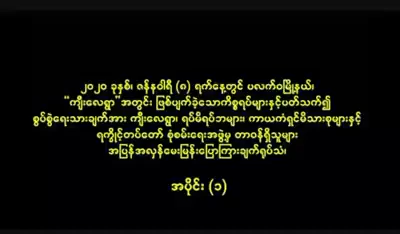 ၂၀၂၀ ခုနှစ်၊ ဇန်နဝါရီ (၈) ရက်နေ့တွင် ပလက်ဝမြို့နယ်၊
"ကျီးလေရွာ" အတွင်း ဖြစ်ပျက်ခဲ့သောကိစ္စရပ်များနှင့်ပတ်သက်၍
စွပ်စွဲရေးသားချက်အား ကျီးလေရွာ၊ ရပ်မိရပ်ဘများ၊ ကာယကံရှင်မိသားစုများနှင့်
ရက္ခိုင့်တပ်တော် စုံစမ်းရေးအဖွဲ့မှ တာဝန်ရှိသူများ
အပြန်အလှန်မေးမြန်းပြောကြားချက်ရုပ်သံ၊
အပိုင်း (၁)